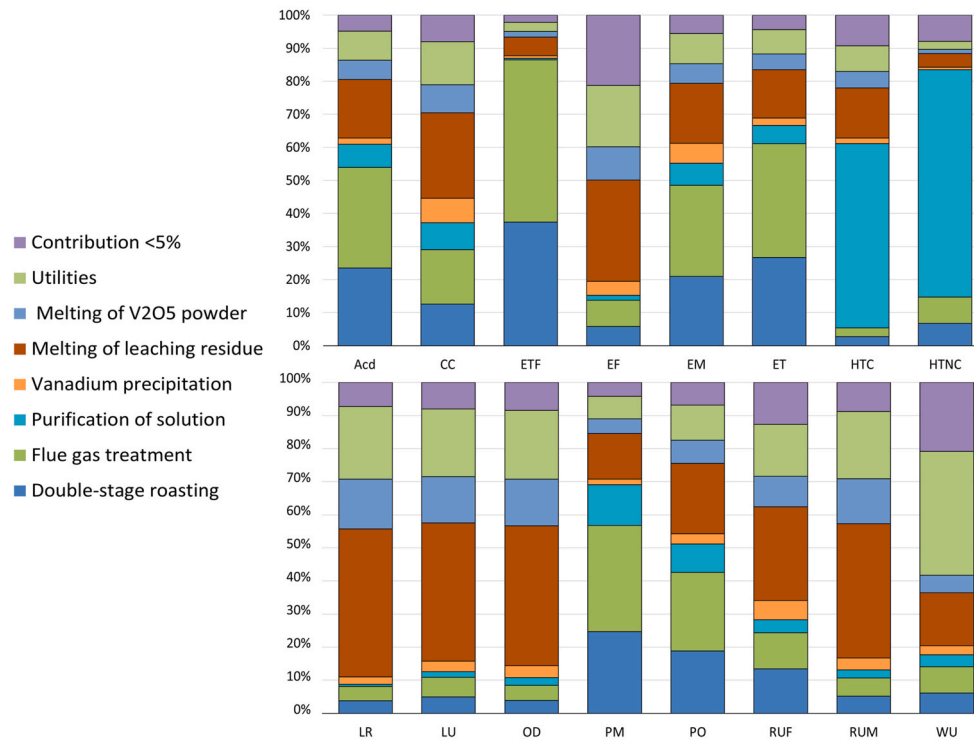 100%
90%
80%
70%
60%
50%
40%
30%
20%
10%
0%
Acd CC ETF EF EM ET HTC HTNC
Contribution <5%
Utilities
Melting of V2O5 powder
Melting of leaching residue
Vanadium precipitation
Purification of solution
Flue gas treatment
Double-stage roasting
100%
90%
80%
70%
60%
50%
40%
30%
20%
10%
0%
LR LU OD PM PO RUF RUM WU